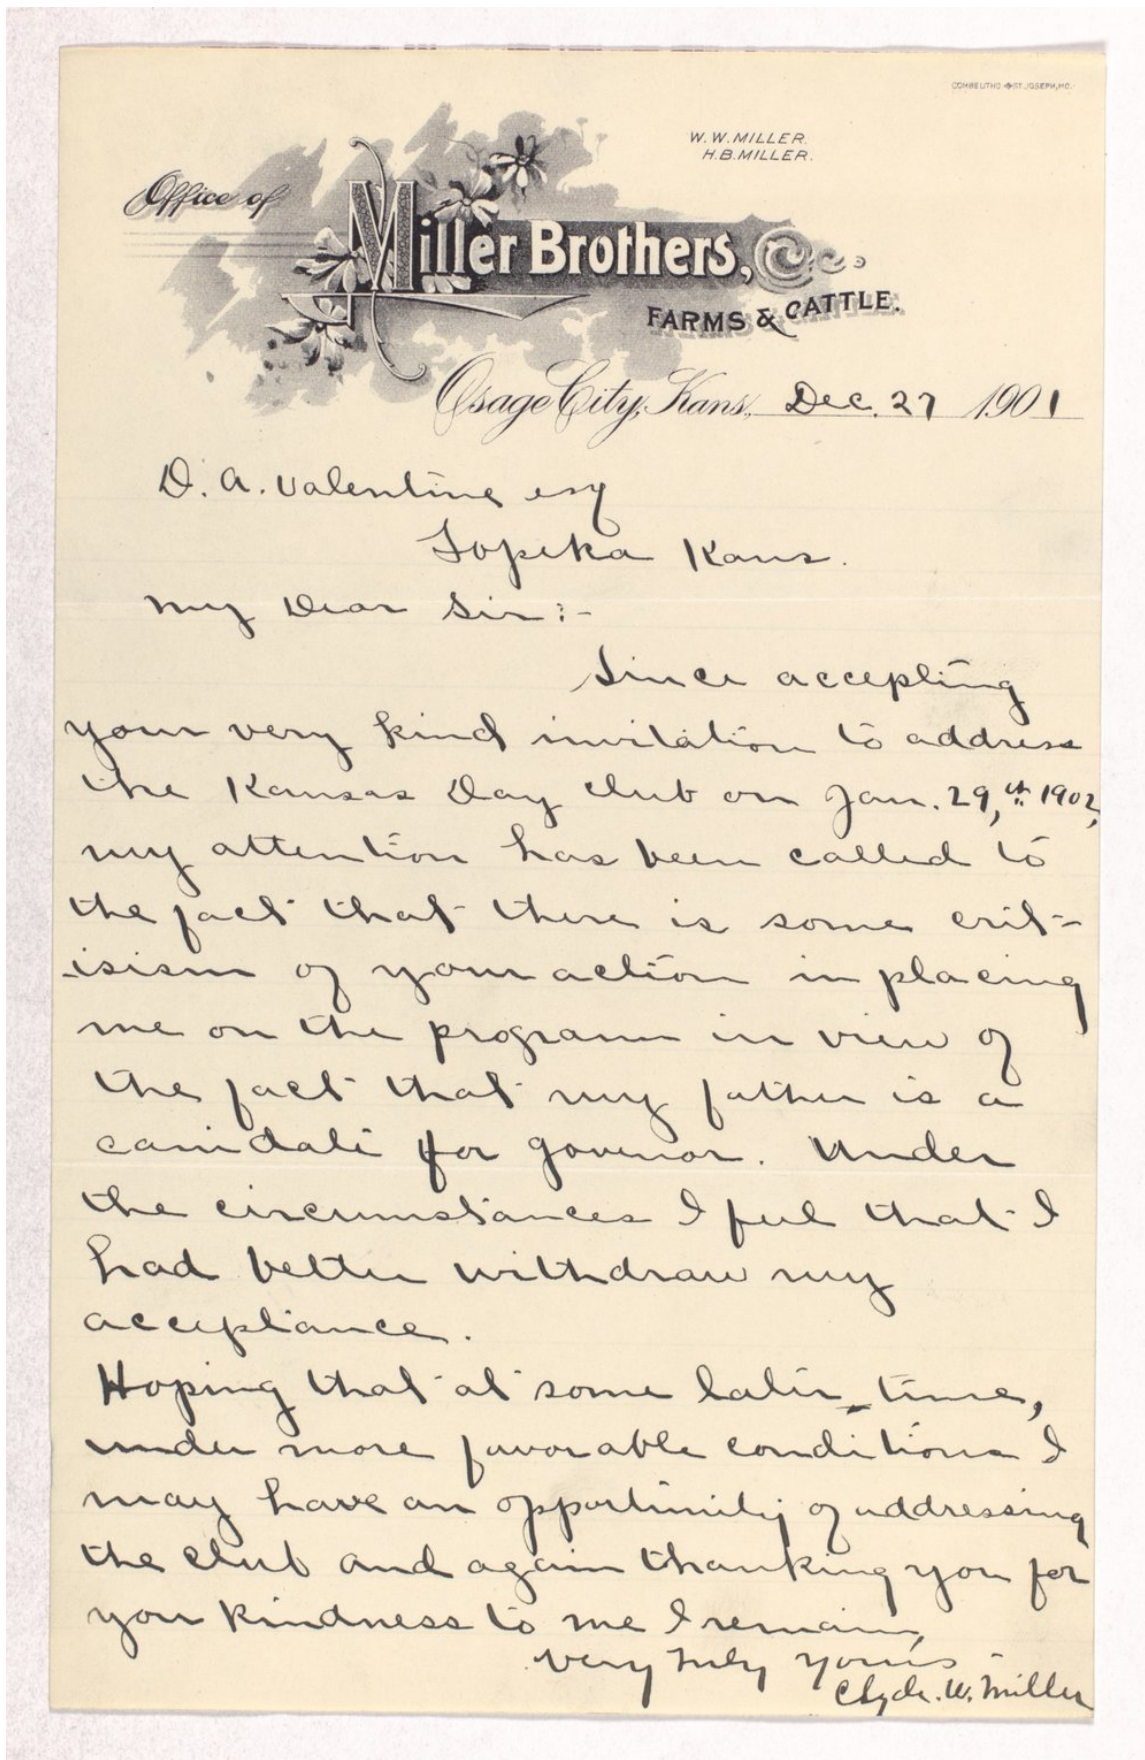 COMBE LITHO ST. JOSEPH, MO.
W. W. MILLER.
H. B. MILLER.
Office of
Miller Brothers, & Co.
FARMS & CATTLE.
Osage City, Kans., Dec. 27 1901
D. A. Valentine esq
Topeka Kans.
My Dear Sir:-
Since accepting
your very kind invitation to address
the Kansas Day club on Jan. 29,th 1902,
my attention has been called to
the fact that there is some crit-
-isism of your action in placing
me on the program in view of
the fact that my father is a
canidate for govenor. Under
the circumstances I feel that I
had better withdraw my
acceptance.
Hoping that at some later time,
under more favorable conditions I
may have an opportunity of addressing
the club and again thanking you for
you kindness to me I remain,
Very truly yours
Clyde. W. Miller